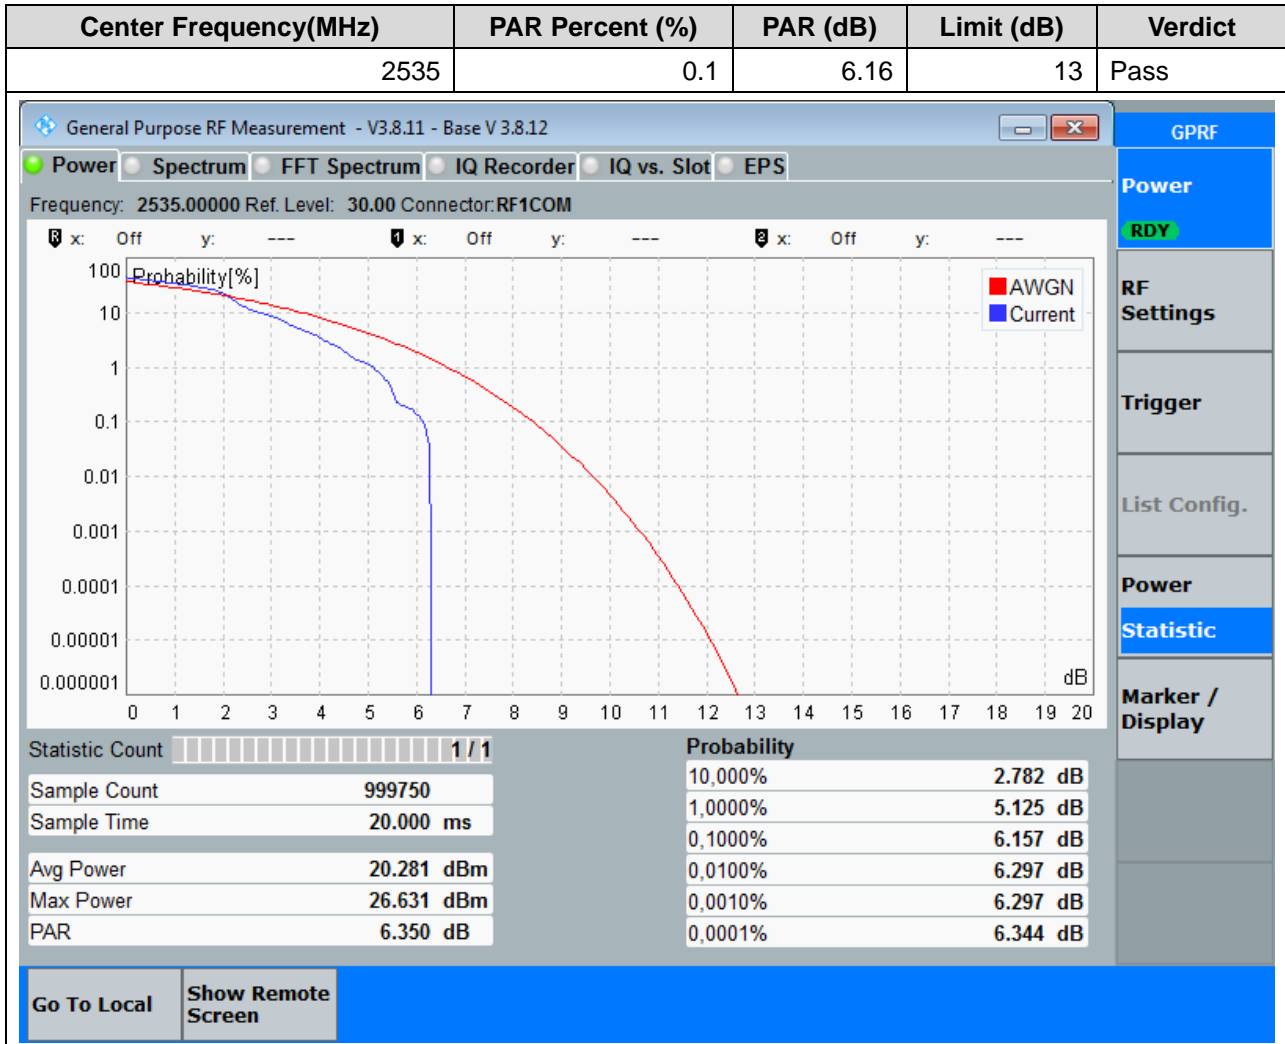 Center Frequency(MHz) PAR Percent (%) PAR (dB) Limit (dB) Verdict
2535 0.1 6.16 13 Pass
General Purpose RF Measurement - V3.8.11 - Base V 3.8.12
GPRF
Power Spectrum FFT Spectrum IQ Recorder IQ vs. Slot EPS
Power
RDY
Frequency: 2535.00000 Ref. Level: 30.00 Connector:RF1COM
R x: Off y: --- 1 x: Off y: --- 2 x: Off y: ---
Probability[%]
AWGN
Current
100
10
1
0.1
0.01
0.001
0.0001
0.00001
0.000001
dB
0 1 2 3 4 5 6 7 8 9 10 11 12 13 14 15 16 17 18 19 20
RF
Settings
Trigger
List Config.
Power
Statistic
Marker /
Display
Statistic Count 1 / 1
Sample Count 999750
Sample Time 20.000 ms
Avg Power 20.281 dBm
Max Power 26.631 dBm
PAR 6.350 dB
Probability
10,000% 2.782 dB
1,0000% 5.125 dB
0,1000% 6.157 dB
0,0100% 6.297 dB
0,0010% 6.297 dB
0,0001% 6.344 dB
Go To Local
Show Remote
Screen